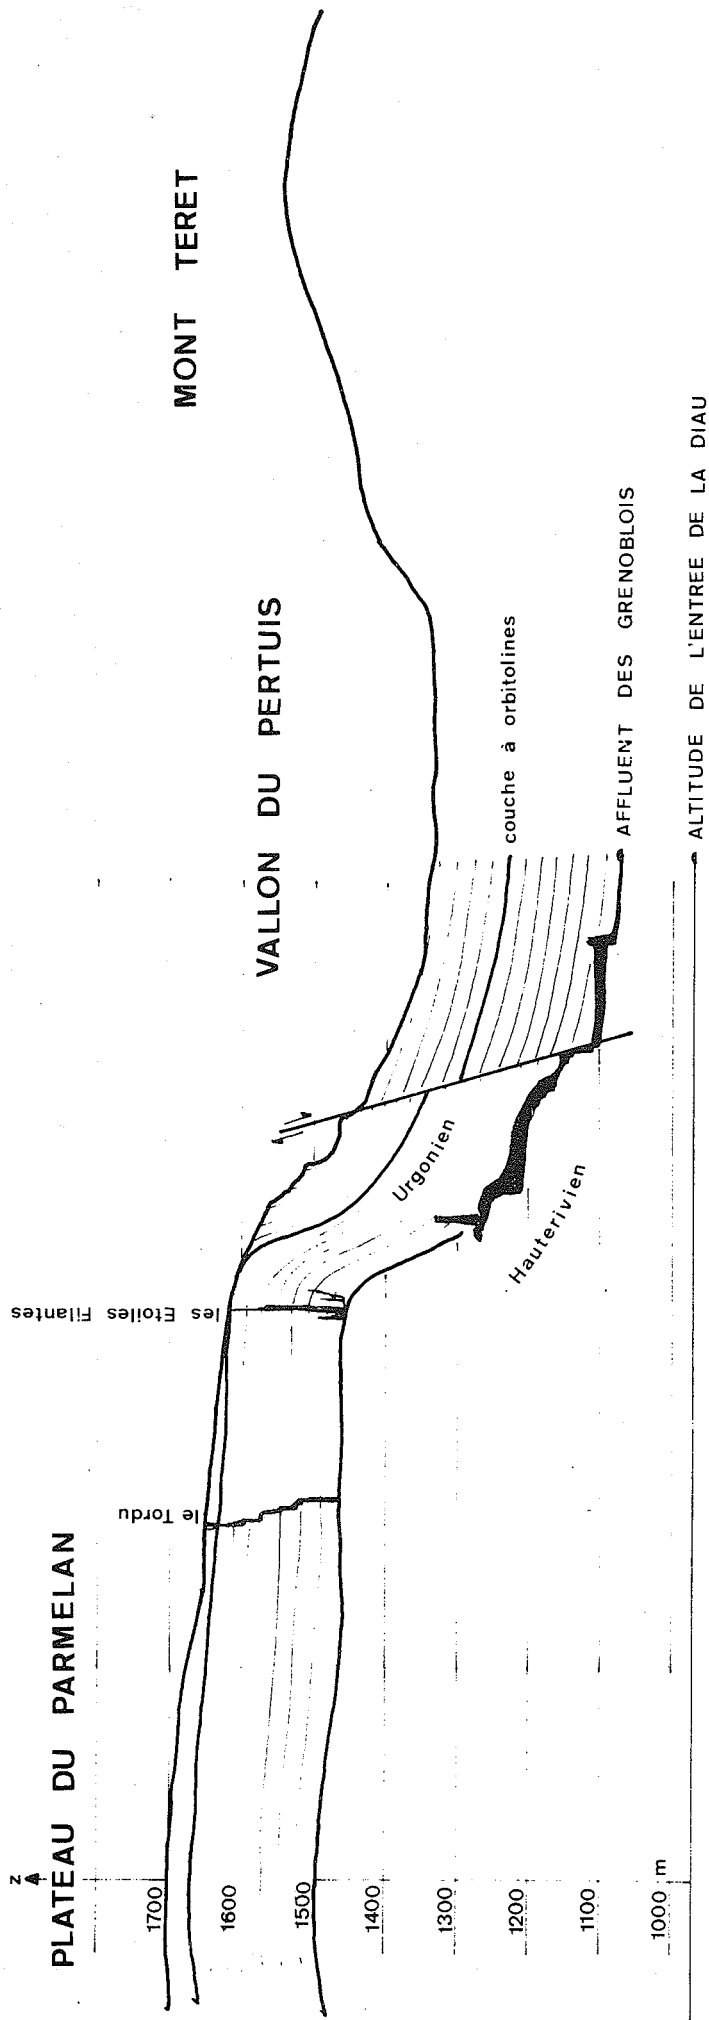 PLATEAU DU PARMELAN
VALLON DU PERTUIS
MONT TERET
z
le Tordu
les Etoiles Filantes
Urgonien
Hauterivien
couche à orbitolines
AFFLUENT DES GRENOBLOIS
ALTITUDE DE L'ENTREE DE LA DIAU
1700
1600
1500
1400
1300
1200
1100
1000 m